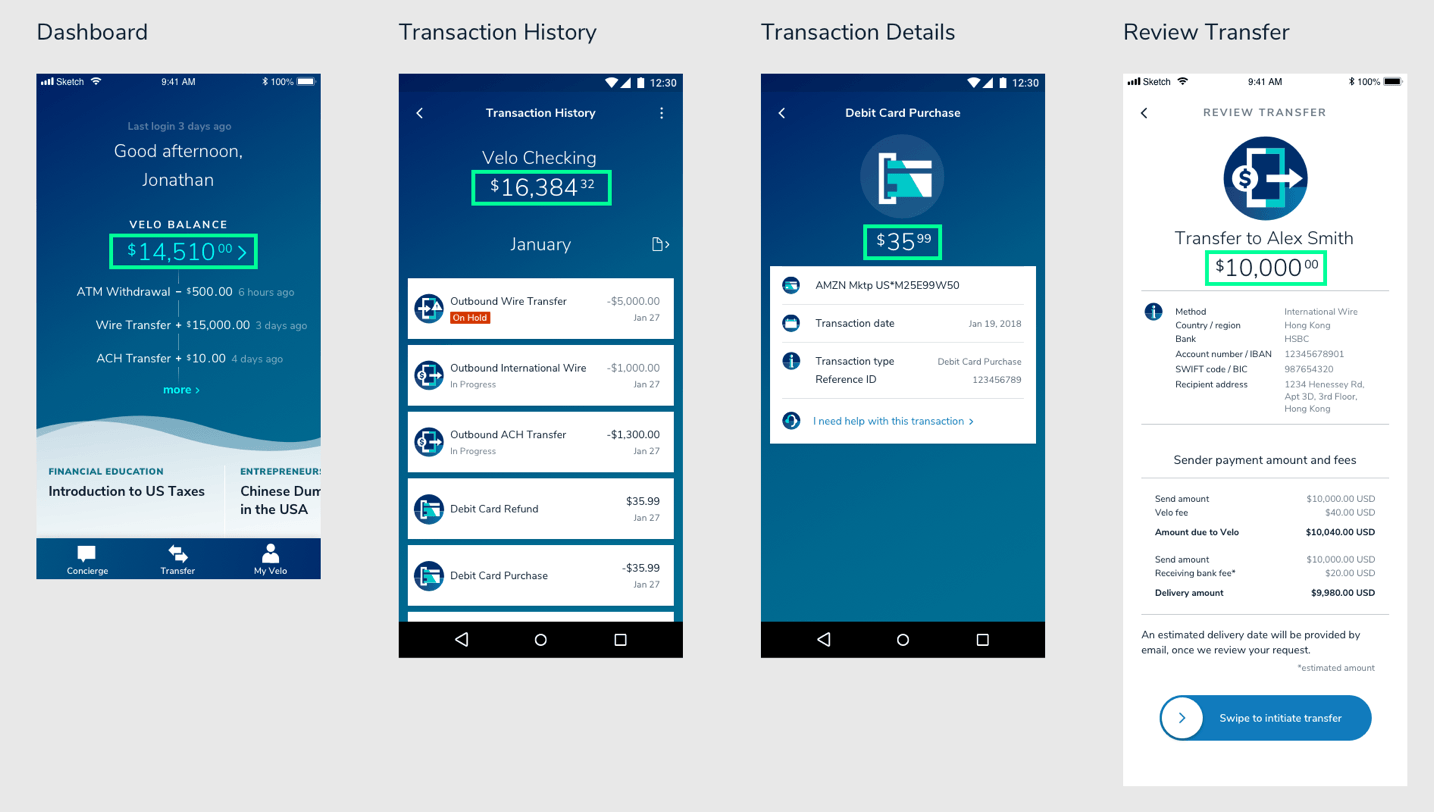 Dashboard
Sketch 9:41 AM 100%
Last login 3 days ago
Good afternoon,
Jonathan
VELO BALANCE
$14,510 00
ATM Withdrawal – $500.00 6 hours ago
Wire Transfer + $15,000.00 3 days ago
ACH Transfer + $10.00 4 days ago
more
FINANCIAL EDUCATION
Introduction to US Taxes
ENTREPRENEURS
Chinese Dum
in the USA
Concierge
Transfer
My Velo
Transaction History
12:30
Transaction History
Velo Checking
$16,384 32
January
Outbound Wire Transfer -$5,000.00
On Hold Jan 27
Outbound International Wire -$1,000.00
In Progress Jan 27
Outbound ACH Transfer -$1,300.00
In Progress Jan 27
Debit Card Refund $35.99
Jan 27
Debit Card Purchase -$35.99
Jan 27
Transaction Details
12:30
Debit Card Purchase
$35 99
AMZN Mktp US*M25E99W50
Transaction date Jan 19, 2018
Transaction type Debit Card Purchase
Reference ID 123456789
I need help with this transaction
Review Transfer
Sketch 9:41 AM 100%
REVIEW TRANSFER
Transfer to Alex Smith
$10,000 00
Method International Wire
Country / region Hong Kong
Bank HSBC
Account number / IBAN 12345678901
SWIFT code / BIC 987654320
Recipient address 1234 Henessey Rd,
Apt 3D, 3rd Floor,
Hong Kong
Sender payment amount and fees
Send amount $10,000.00 USD
Velo fee $40.00 USD
Amount due to Velo $10,040.00 USD
Send amount $10,000.00 USD
Receiving bank fee* $20.00 USD
Delivery amount $9,980.00 USD
An estimated delivery date will be provided by
email, once we review your request.
*estimated amount
Swipe to intitiate transfer